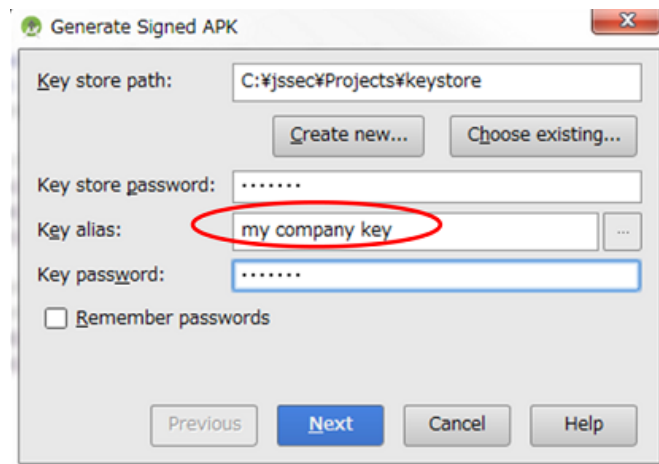 Generate Signed APK
Key store path: C:¥jssec¥Projects¥keystore
Create new... Choose existing...
Key store password: •••••••
Key alias: my company key ...
Key password: •••••••
Remember passwords
Previous Next Cancel Help